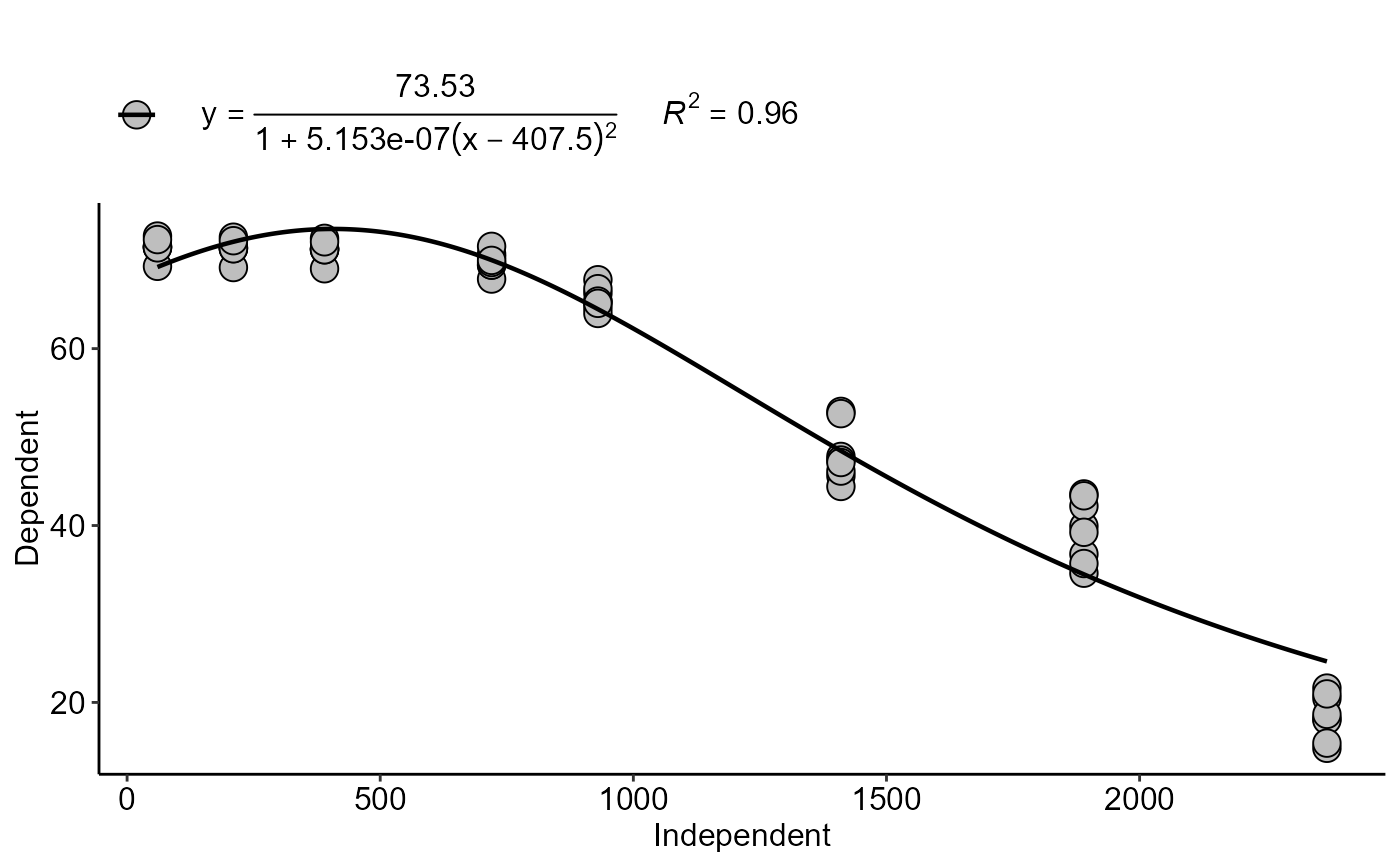 73.53
y = 1 + 5.153e-07(x − 407.5)² R² = 0.96
60
40
20
Dependent
0 500 1000 1500 2000
Independent